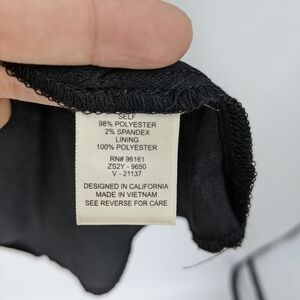 SELF
98% POLYESTER
2% SPANDEX
LINING
100% POLYESTER
RN# 96161
ZS2Y - 9650
V - 21137
DESIGNED IN CALIFORNIA
MADE IN VIETNAM
SEE REVERSE FOR CARE